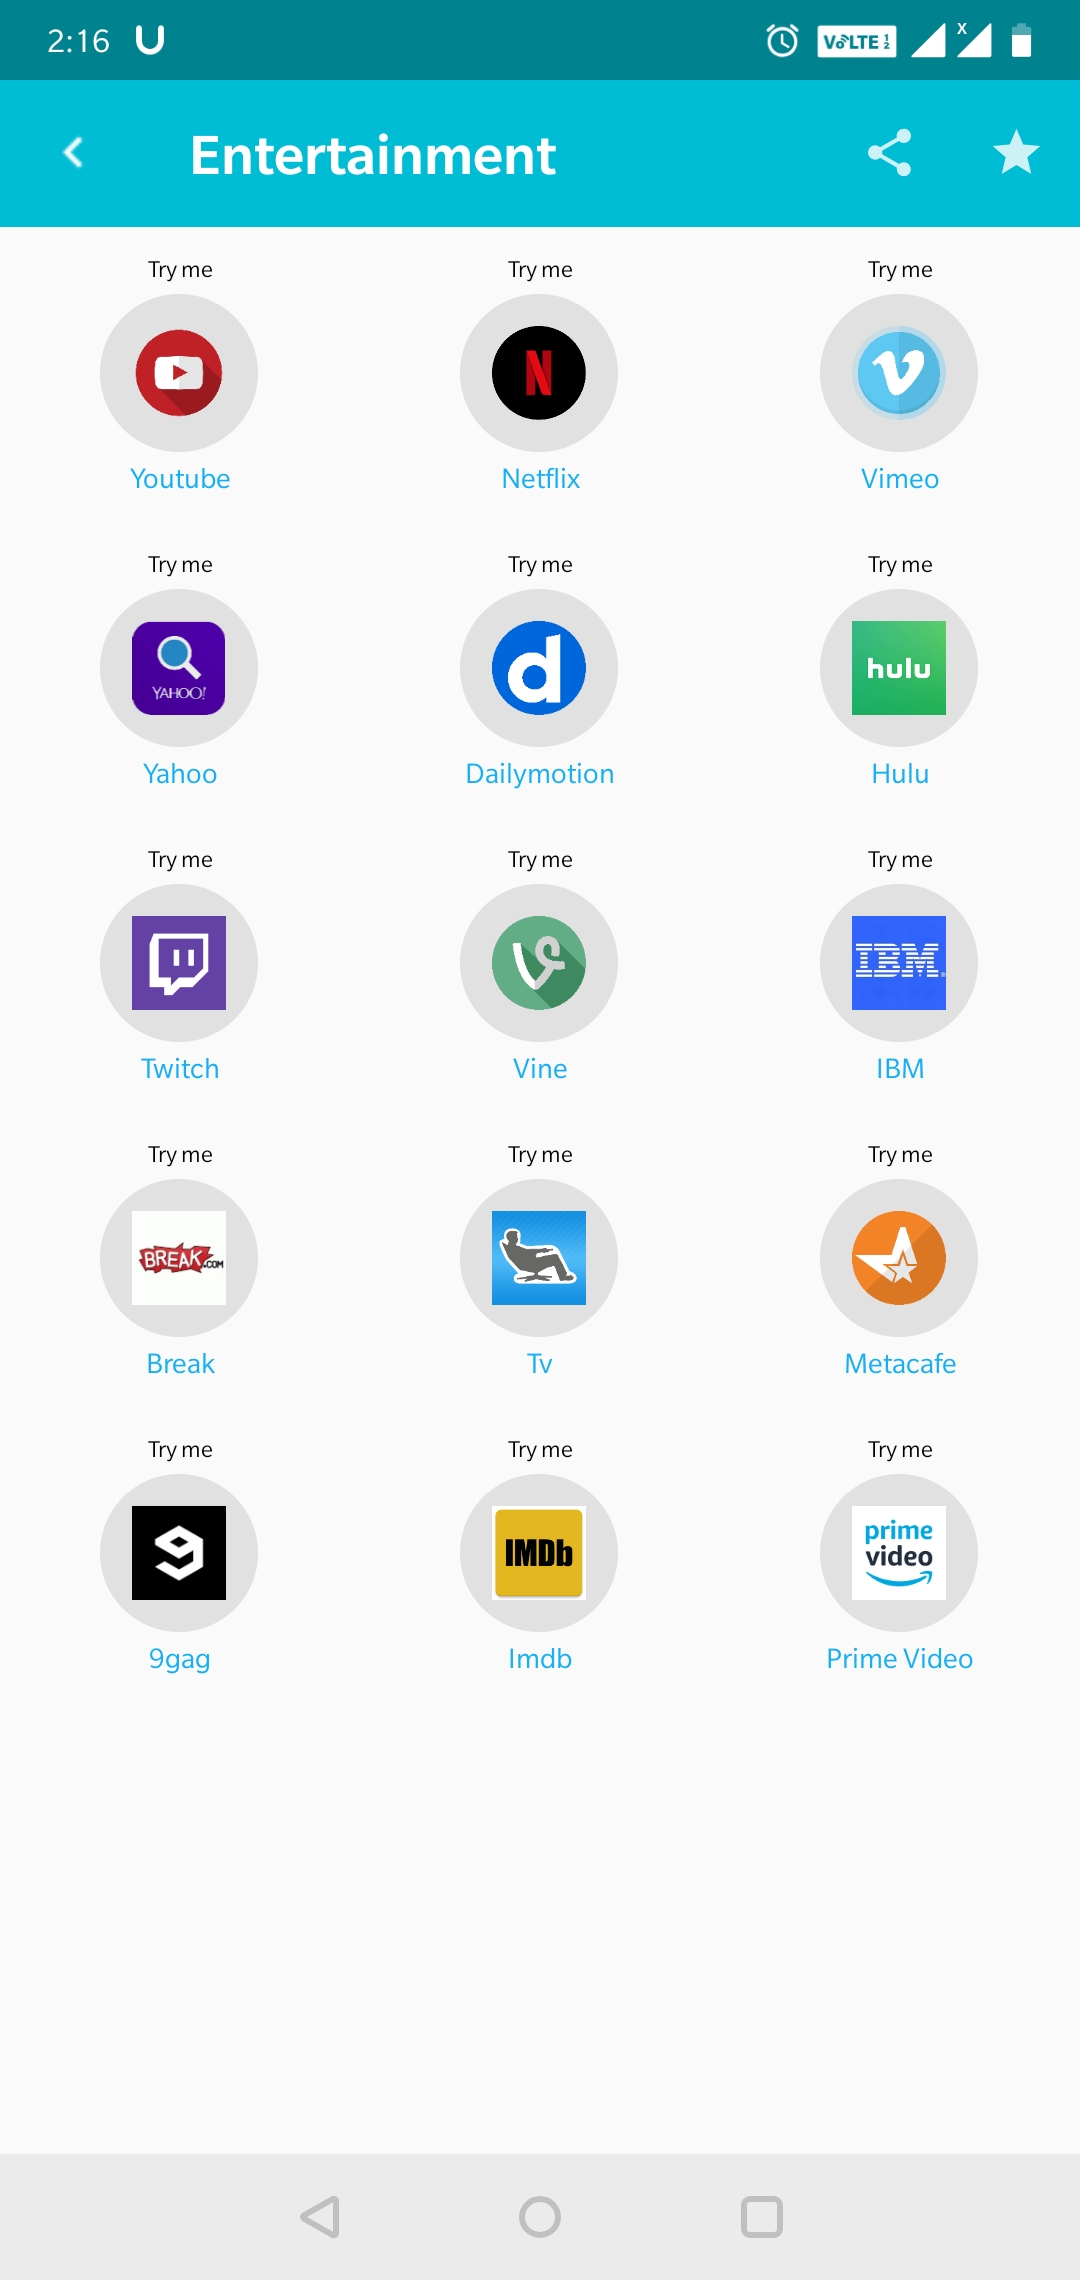 2:16
VoLTE 1 2
X
Entertainment
Try me Try me Try me
N
Youtube Netflix Vimeo
Try me Try me Try me
YAHOO!
d
hulu
Yahoo Dailymotion Hulu
Try me Try me Try me
IBM
Twitch Vine IBM
Try me Try me Try me
BREAK.COM
Break Tv Metacafe
Try me Try me Try me
9
IMDb
prime
video
9gag Imdb Prime Video